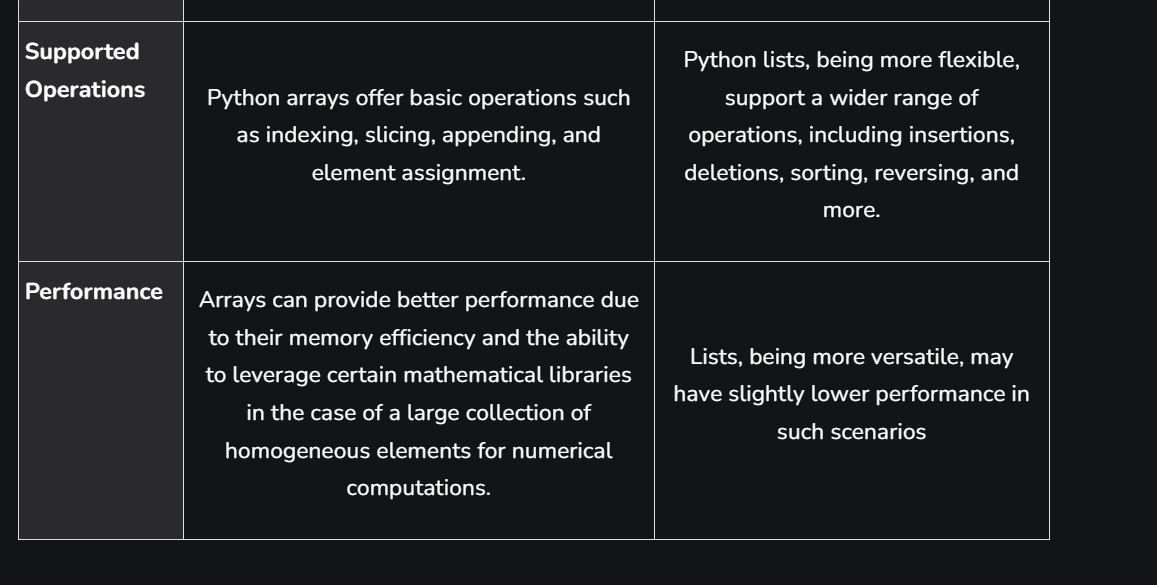 Supported
Operations
Python arrays offer basic operations such
as indexing, slicing, appending, and
element assignment.
Python lists, being more flexible,
support a wider range of
operations, including insertions,
deletions, sorting, reversing, and
more.
Performance
Arrays can provide better performance due
to their memory efficiency and the ability
to leverage certain mathematical libraries
in the case of a large collection of
homogeneous elements for numerical
computations.
Lists, being more versatile, may
have slightly lower performance in
such scenarios